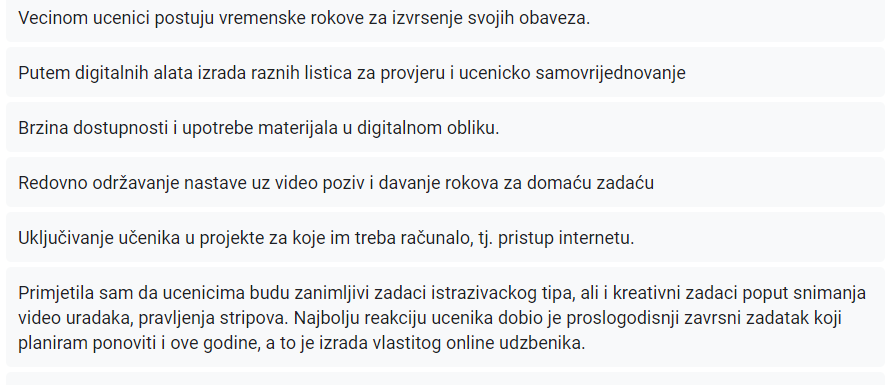 Vecinom ucenici postuju vremenske rokove za izvrsenje svojih obaveza.
Putem digitalnih alata izrada raznih listica za provjeru i ucenicko samovrijednovanje
Brzina dostupnosti i upotrebe materijala u digitalnom obliku.
Redovno održavanje nastave uz video poziv i davanje rokova za domaću zadaću
Uključivanje učenika u projekte za koje im treba računalo, tj. pristup internetu.
Primjetila sam da ucenicima budu zanimljivi zadaci istrazivackog tipa, ali i kreativni zadaci poput snimanja
video uradaka, pravljenja stripova. Najbolju reakciju ucenika dobio je proslogodisnji zavrsni zadatak koji
planiram ponoviti i ove godine, a to je izrada vlastitog online udzbenika.